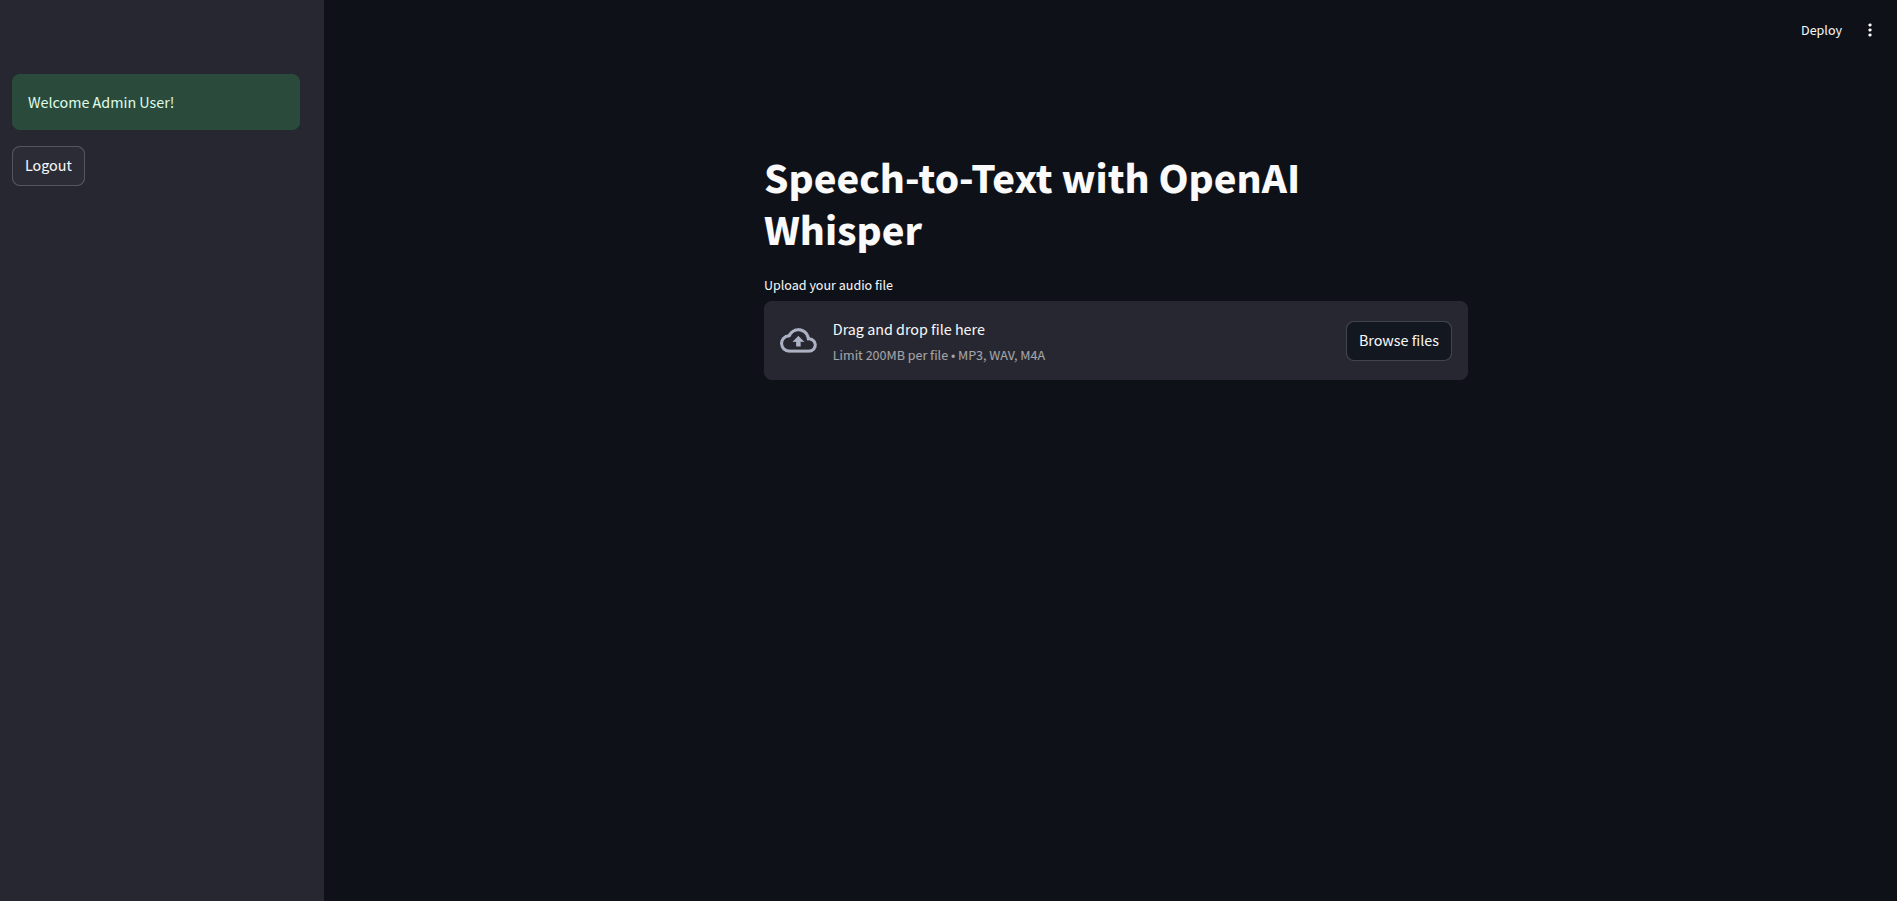 Deploy
Welcome Admin User!
Logout
Speech-to-Text with OpenAI
Whisper
Upload your audio file
Drag and drop file here
Limit 200MB per file • MP3, WAV, M4A
Browse files